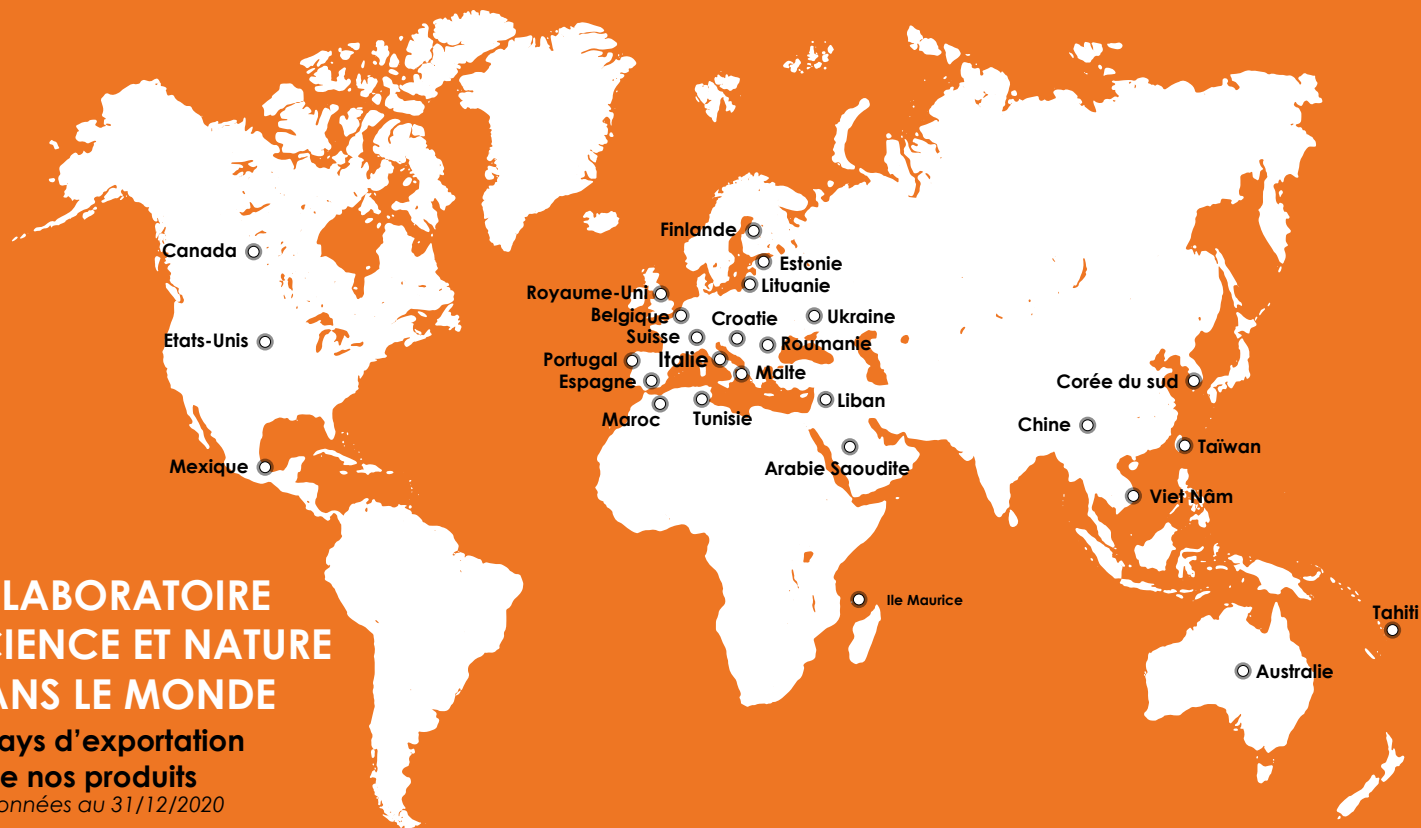 Finlande
Canada
Estonie
Lituanie
Royaume-Uni
Belgique
Croatie
Ukraine
Etats-Unis
Suisse
Roumanie
Portugal
Italie
Malte
Espagne
Corée du sud
Maroc
Tunisie
Liban
Chine
Taïwan
Mexique
Arabie Saoudite
Viet Nâm
Ile Maurice
Tahiti
Australie
LABORATOIRE
CIENCE ET NATURE
ANS LE MONDE
ays d'exportation
e nos produits
onnées au 31/12/2020